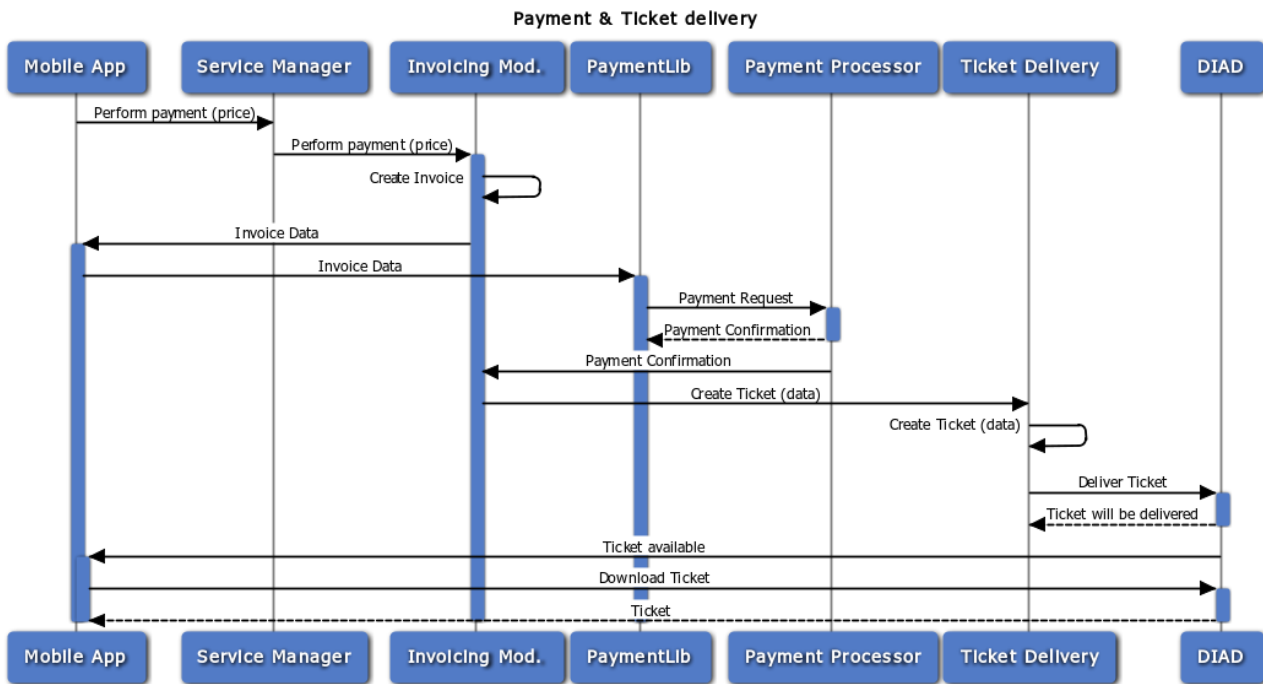 Payment & Ticket delivery
Mobile App
Service Manager
Invoicing Mod.
PaymentLib
Payment Processor
Ticket Delivery
DIAD
Perform payment (price)
Perform payment (price)
Create Invoice
Invoice Data
Invoice Data
Payment Request
Payment Confirmation
Payment Confirmation
Create Ticket (data)
Create Ticket (data)
Deliver Ticket
Ticket will be delivered
Ticket available
Download Ticket
Ticket
Mobile App
Service Manager
Invoicing Mod.
PaymentLib
Payment Processor
Ticket Delivery
DIAD